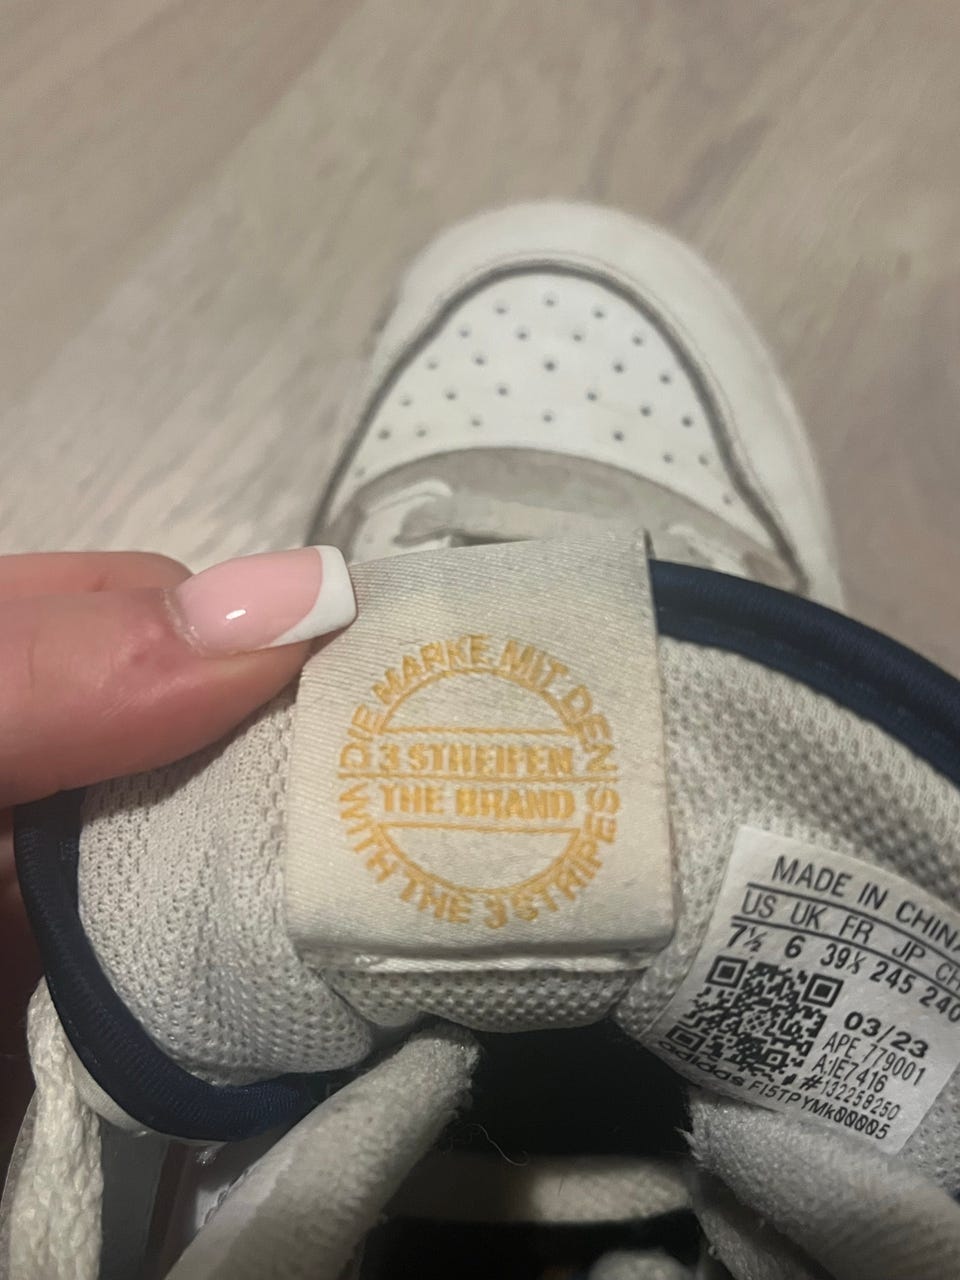 DIE MARKE MIT DEN
3 STREIFEN
THE BRAND
WITH THE 3 STRIPES
MADE IN CHINA
US UK FR JP CH
7½ 6 39⅓ 245 240
03/23
APE 779001
A:IE7416
#132258250
adidas FI5TPYMk00005